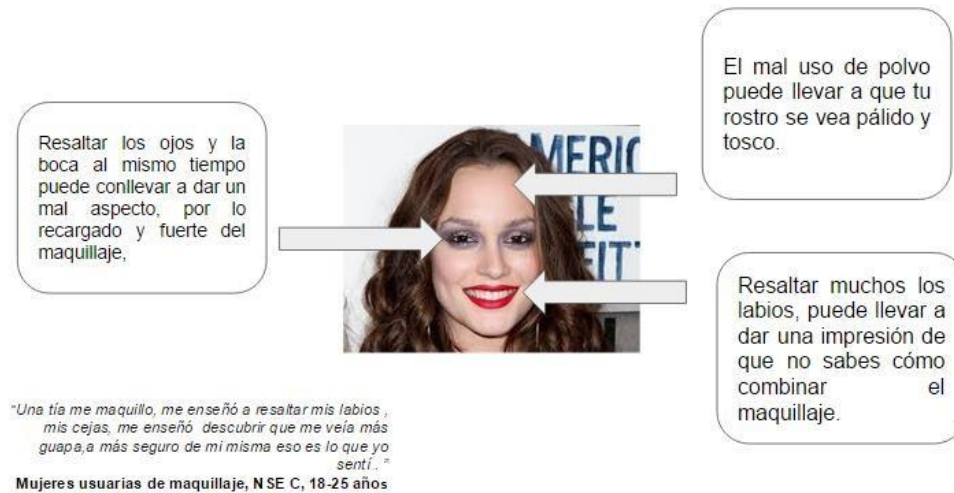 Resaltar los ojos y la
boca al mismo tiempo
puede conllevar a dar un
mal aspecto, por lo
recargado y fuerte del
maquillaje,
MERIC
LE
EIT
El mal uso de polvo
puede llevar a que tu
rostro se vea pálido y
tosco.
Resaltar muchos los
labios, puede llevar a
dar una impresión de
que no sabes cómo
combinar el
maquillaje.
"Una tía me maquillo, me enseñó a resaltar mis labios ,
mis cejas, me enseñó descubrir que me veía más
guapa,a más seguro de mi misma eso es lo que yo
sentí.. "
Mujeres usuarias de maquillaje, NSE C, 18-25 años